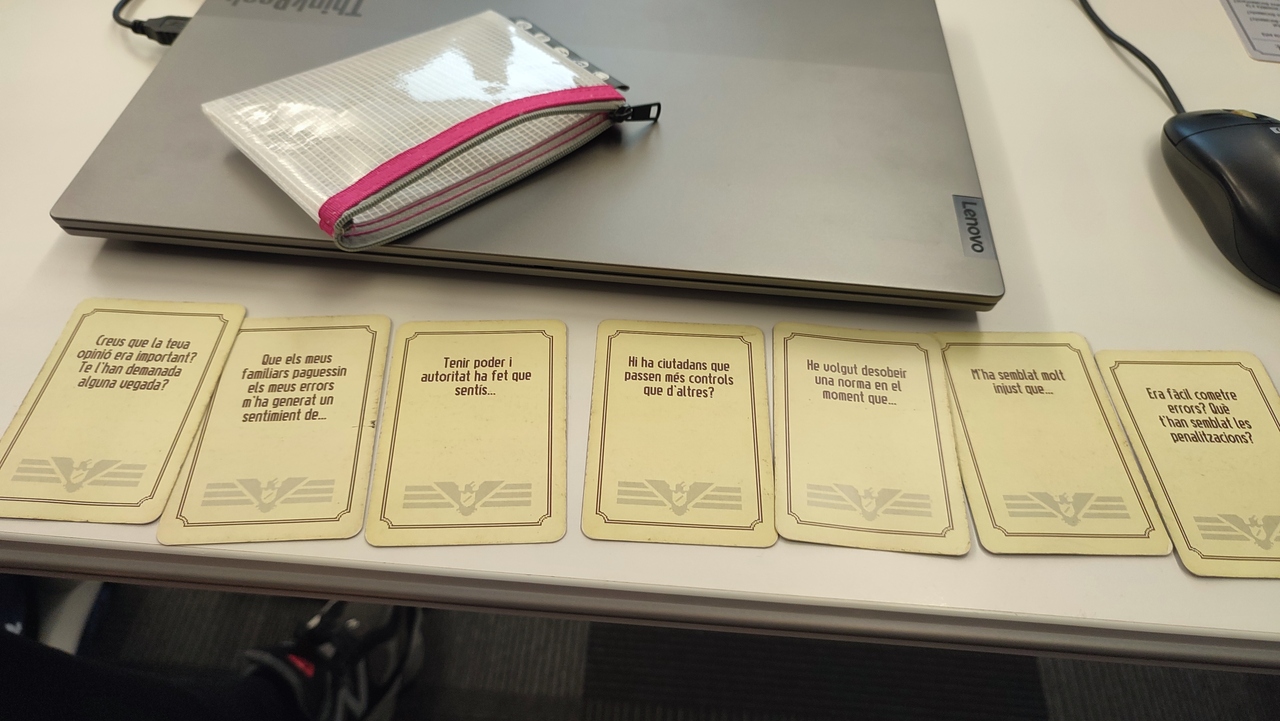 ThinkBook
Lenovo
Creus que la teva
opinió era important?
Te l'han demanada
alguna vegada?
Que els meus
familiars paguessin
els meus errors
m'ha generat un
sentiment de...
Tenir poder i
autoritat ha fet que
sentís...
Hi ha ciutadans que
passen més controls
que d'altres?
He volgut desobeir
una norma en el
moment que...
M'ha semblat molt
injust que...
Era fàcil cometre
errors? Què
t'han semblat les
penalitzacions?